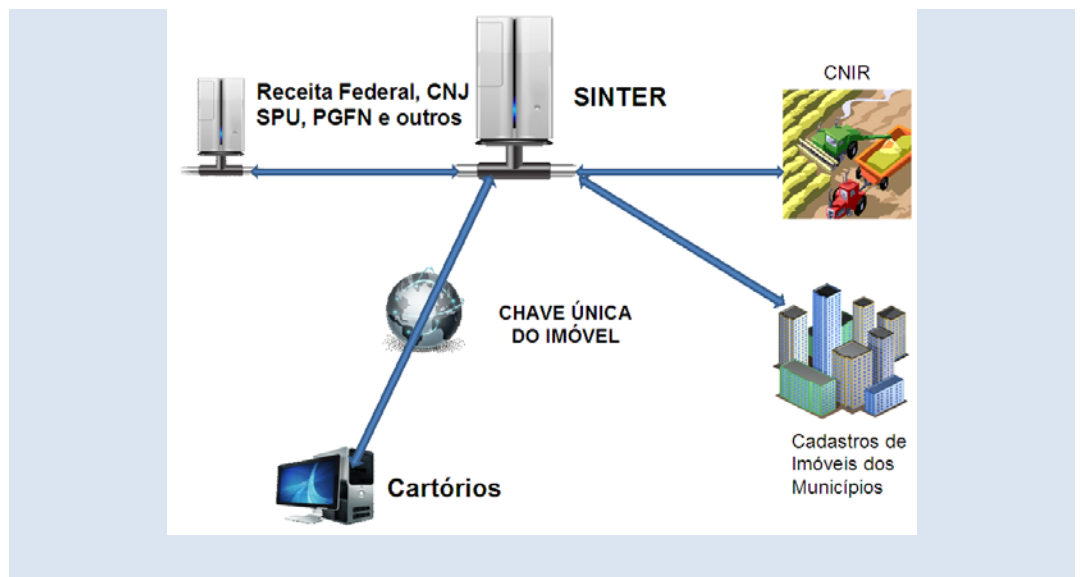 Receita Federal, CNJ
SPU, PGFN e outros
SINTER
CNIR
CHAVE ÚNICA
DO IMÓVEL
Cartórios
Cadastros de
Imóveis dos
Municípios